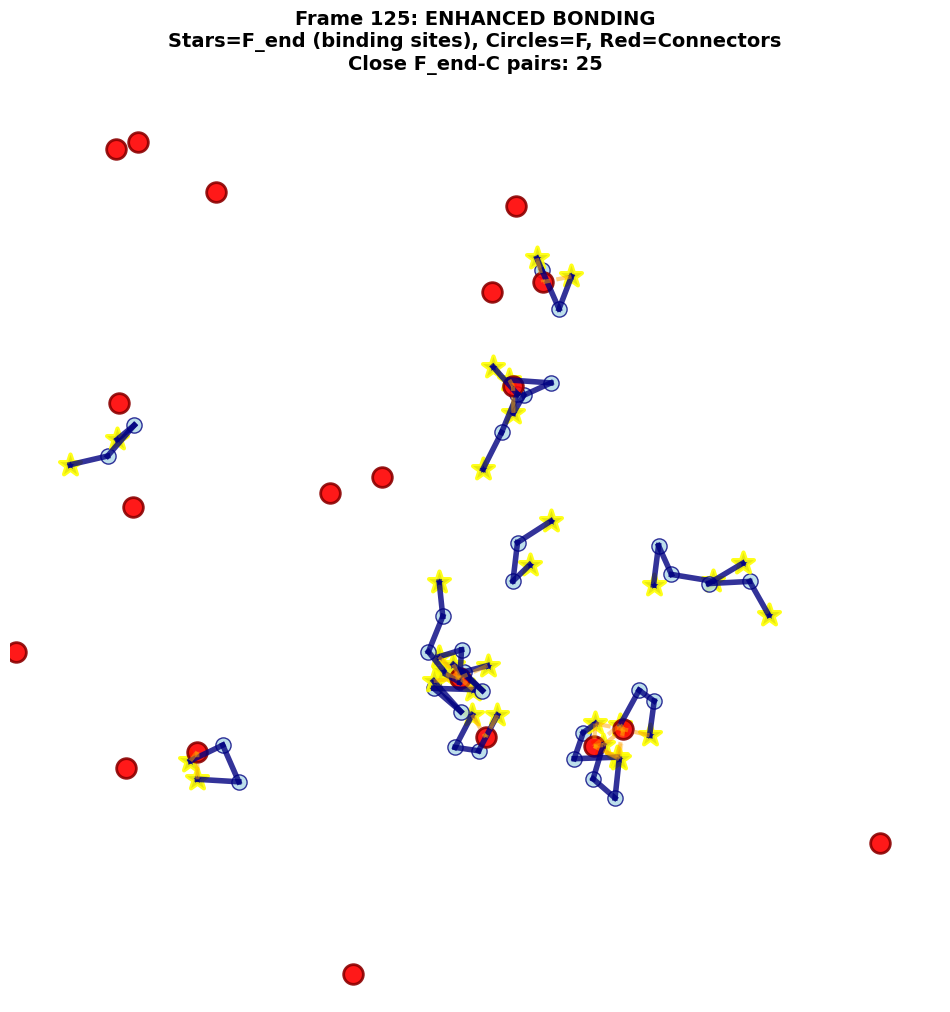 Frame 125: ENHANCED BONDING
Stars=F_end (binding sites), Circles=F, Red=Connectors
Close F_end-C pairs: 25